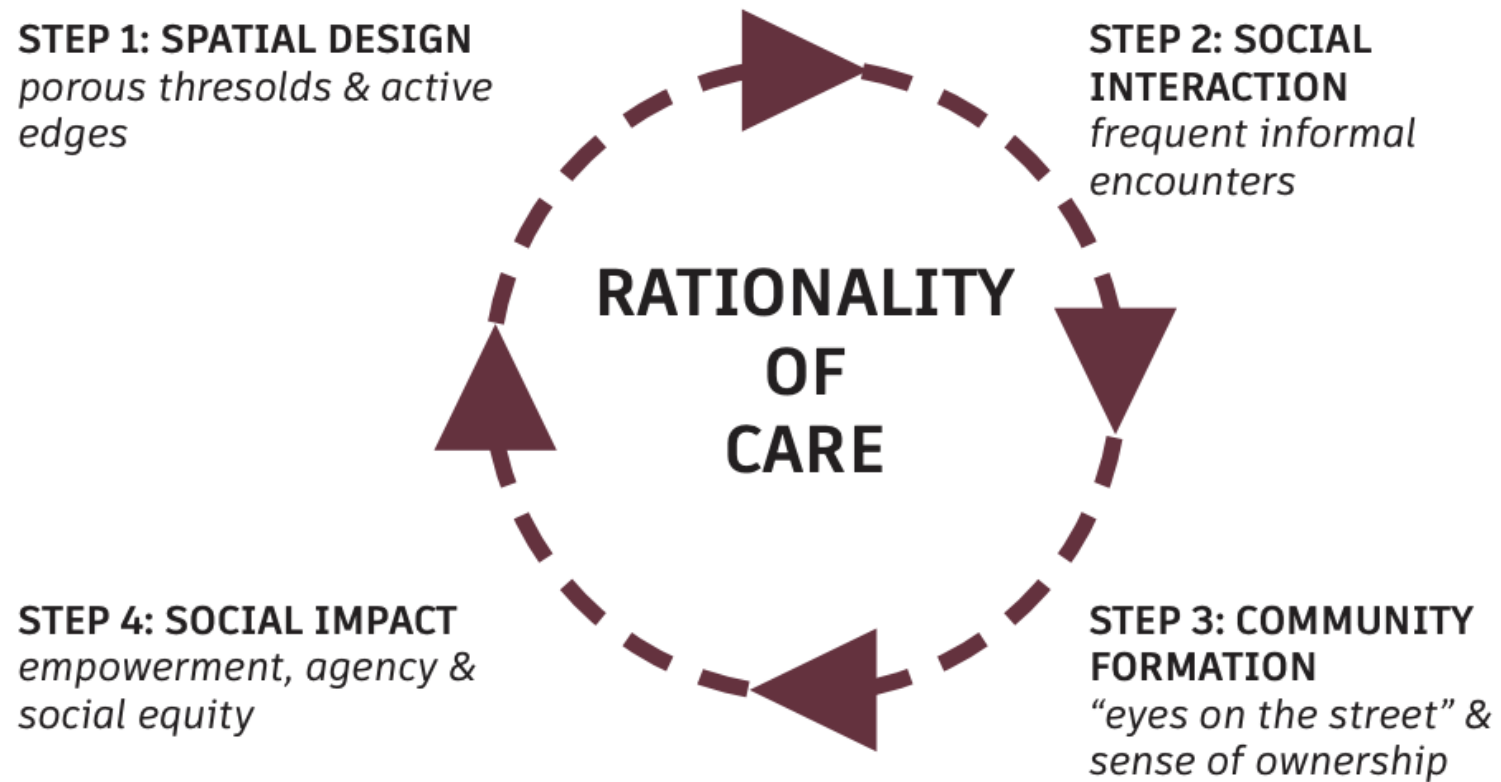 STEP 1: SPATIAL DESIGN
porous thresolds & active
edges
STEP 2: SOCIAL
INTERACTION
frequent informal
encounters
RATIONALITY
OF
CARE
STEP 3: COMMUNITY
FORMATION
“eyes on the street” &
sense of ownership
STEP 4: SOCIAL IMPACT
empowerment, agency &
social equity